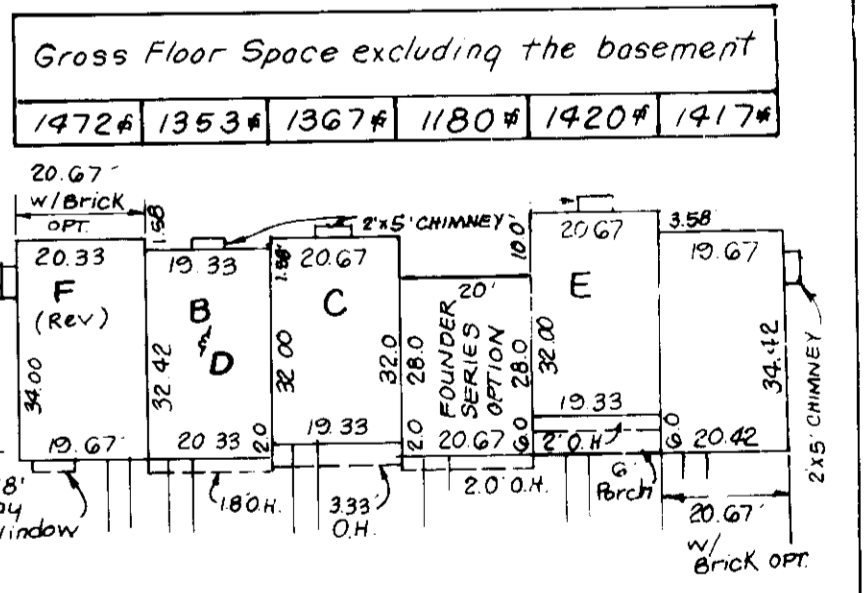 Gross Floor Space excluding the basement
1472# 1353# 1367# 1180# 1420# 1417#
20.67'
w/Brick
OPT.
1.58
2'x5' CHIMNEY
10.0
3.58
20.33
19.33
1.58
20.67
20'
20.67
19.67
F
(Rev)
B
&
D
C
FOUNDER
SERIES
OPTION
E
34.00
32.42
32.00
32.0
28.0
28.0
32.00
34.42
2'x5' CHIMNEY
19.67
20.33
2.0
19.33
2.0
20.67
6.0
19.33
2' O.H
6.0
20.42
8'
Window
1.8' O.H.
3.33'
O.H.
2.0' O.H.
6'
Porch
20.67'
w/
Brick OPT.